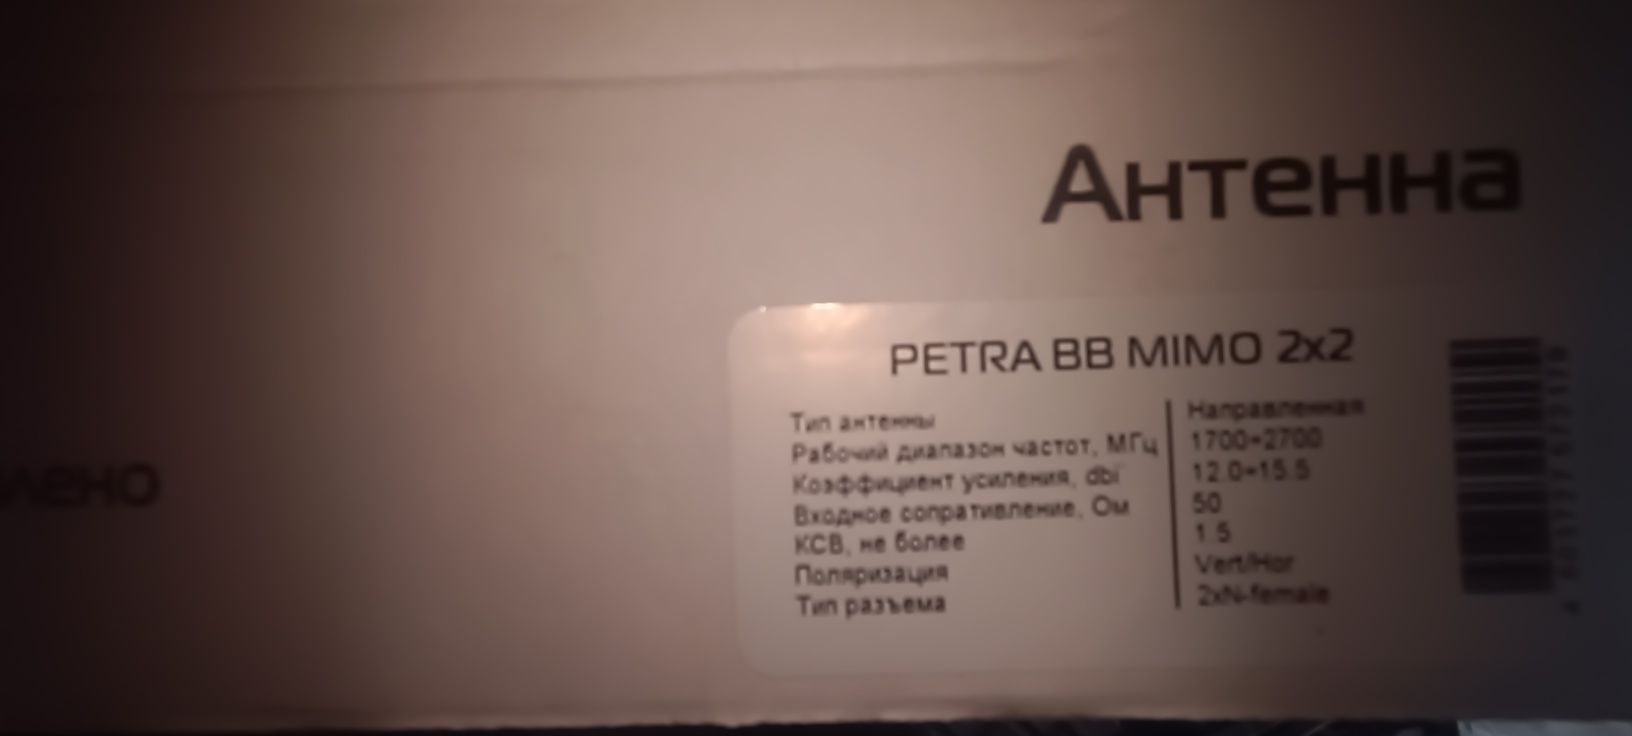 Антенна
PETRA BB MIMO 2x2
Тип антенны Направленная
Рабочий диапазон частот, МГц 1700÷2700
Коэффициент усиления, dbi 12.0÷15.5
Входное сопративление, Ом 50
КСВ, не более 1.5
Поляризация Vert/Hor
Тип разъема 2xN-female